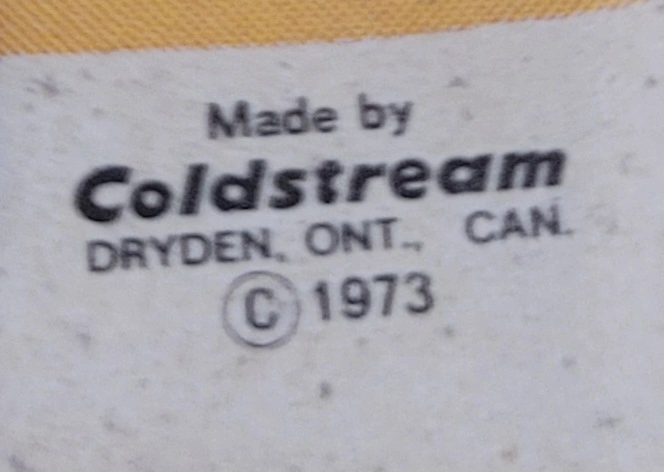 Made by
Coldstream
DRYDEN, ONT., CAN.
© 1973